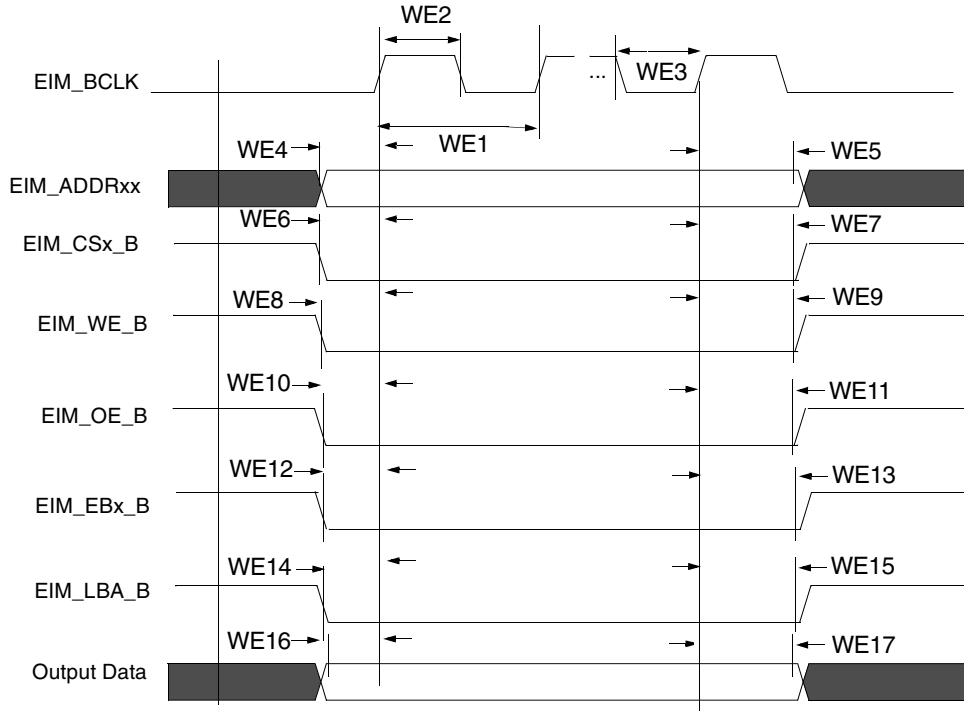 WE2
EIM_BCLK
...
WE3
WE1
WE4
WE5
EIM_ADDRxx
WE6
WE7
EIM_CSx_B
WE8
WE9
EIM_WE_B
WE10
WE11
EIM_OE_B
WE12
WE13
EIM_EBx_B
WE14
WE15
EIM_LBA_B
WE16
WE17
Output Data